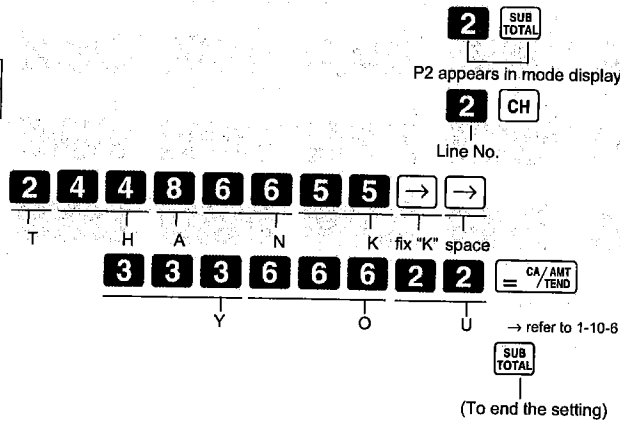 2 SUB TOTAL
P2 appears in mode display
2 CH
Line No.
2 4 4 8 6 6 5 5 → →
T H A N K fix "K" space
3 3 3 6 6 6 2 2 = CA/AMT TEND
Y O U → refer to 1-10-6
SUB TOTAL
(To end the setting)